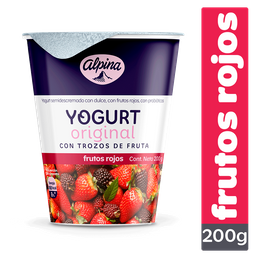 Alpina
Yogurt semidescremado con dulce, con frutos rojos, con probióticos
YOGURT
original
CON TROZOS DE FRUTA
frutos rojos
Cont. Neto 200 g
frutos rojos
200g